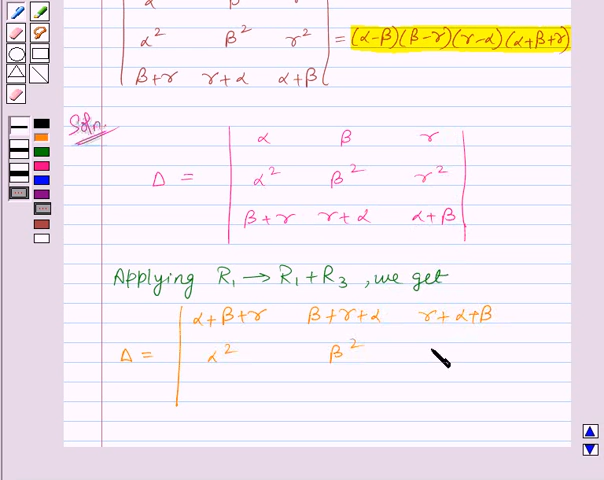 α β γ
α² β² γ² = (α-β)(β-γ)(γ-α)(α+β+γ)
β+γ γ+α α+β
Soln.
α β γ
Δ = α² β² γ²
β+γ γ+α α+β
Applying R₁ → R₁ + R₃, we get
α+β+γ β+γ+α γ+α+β
Δ = α² β²